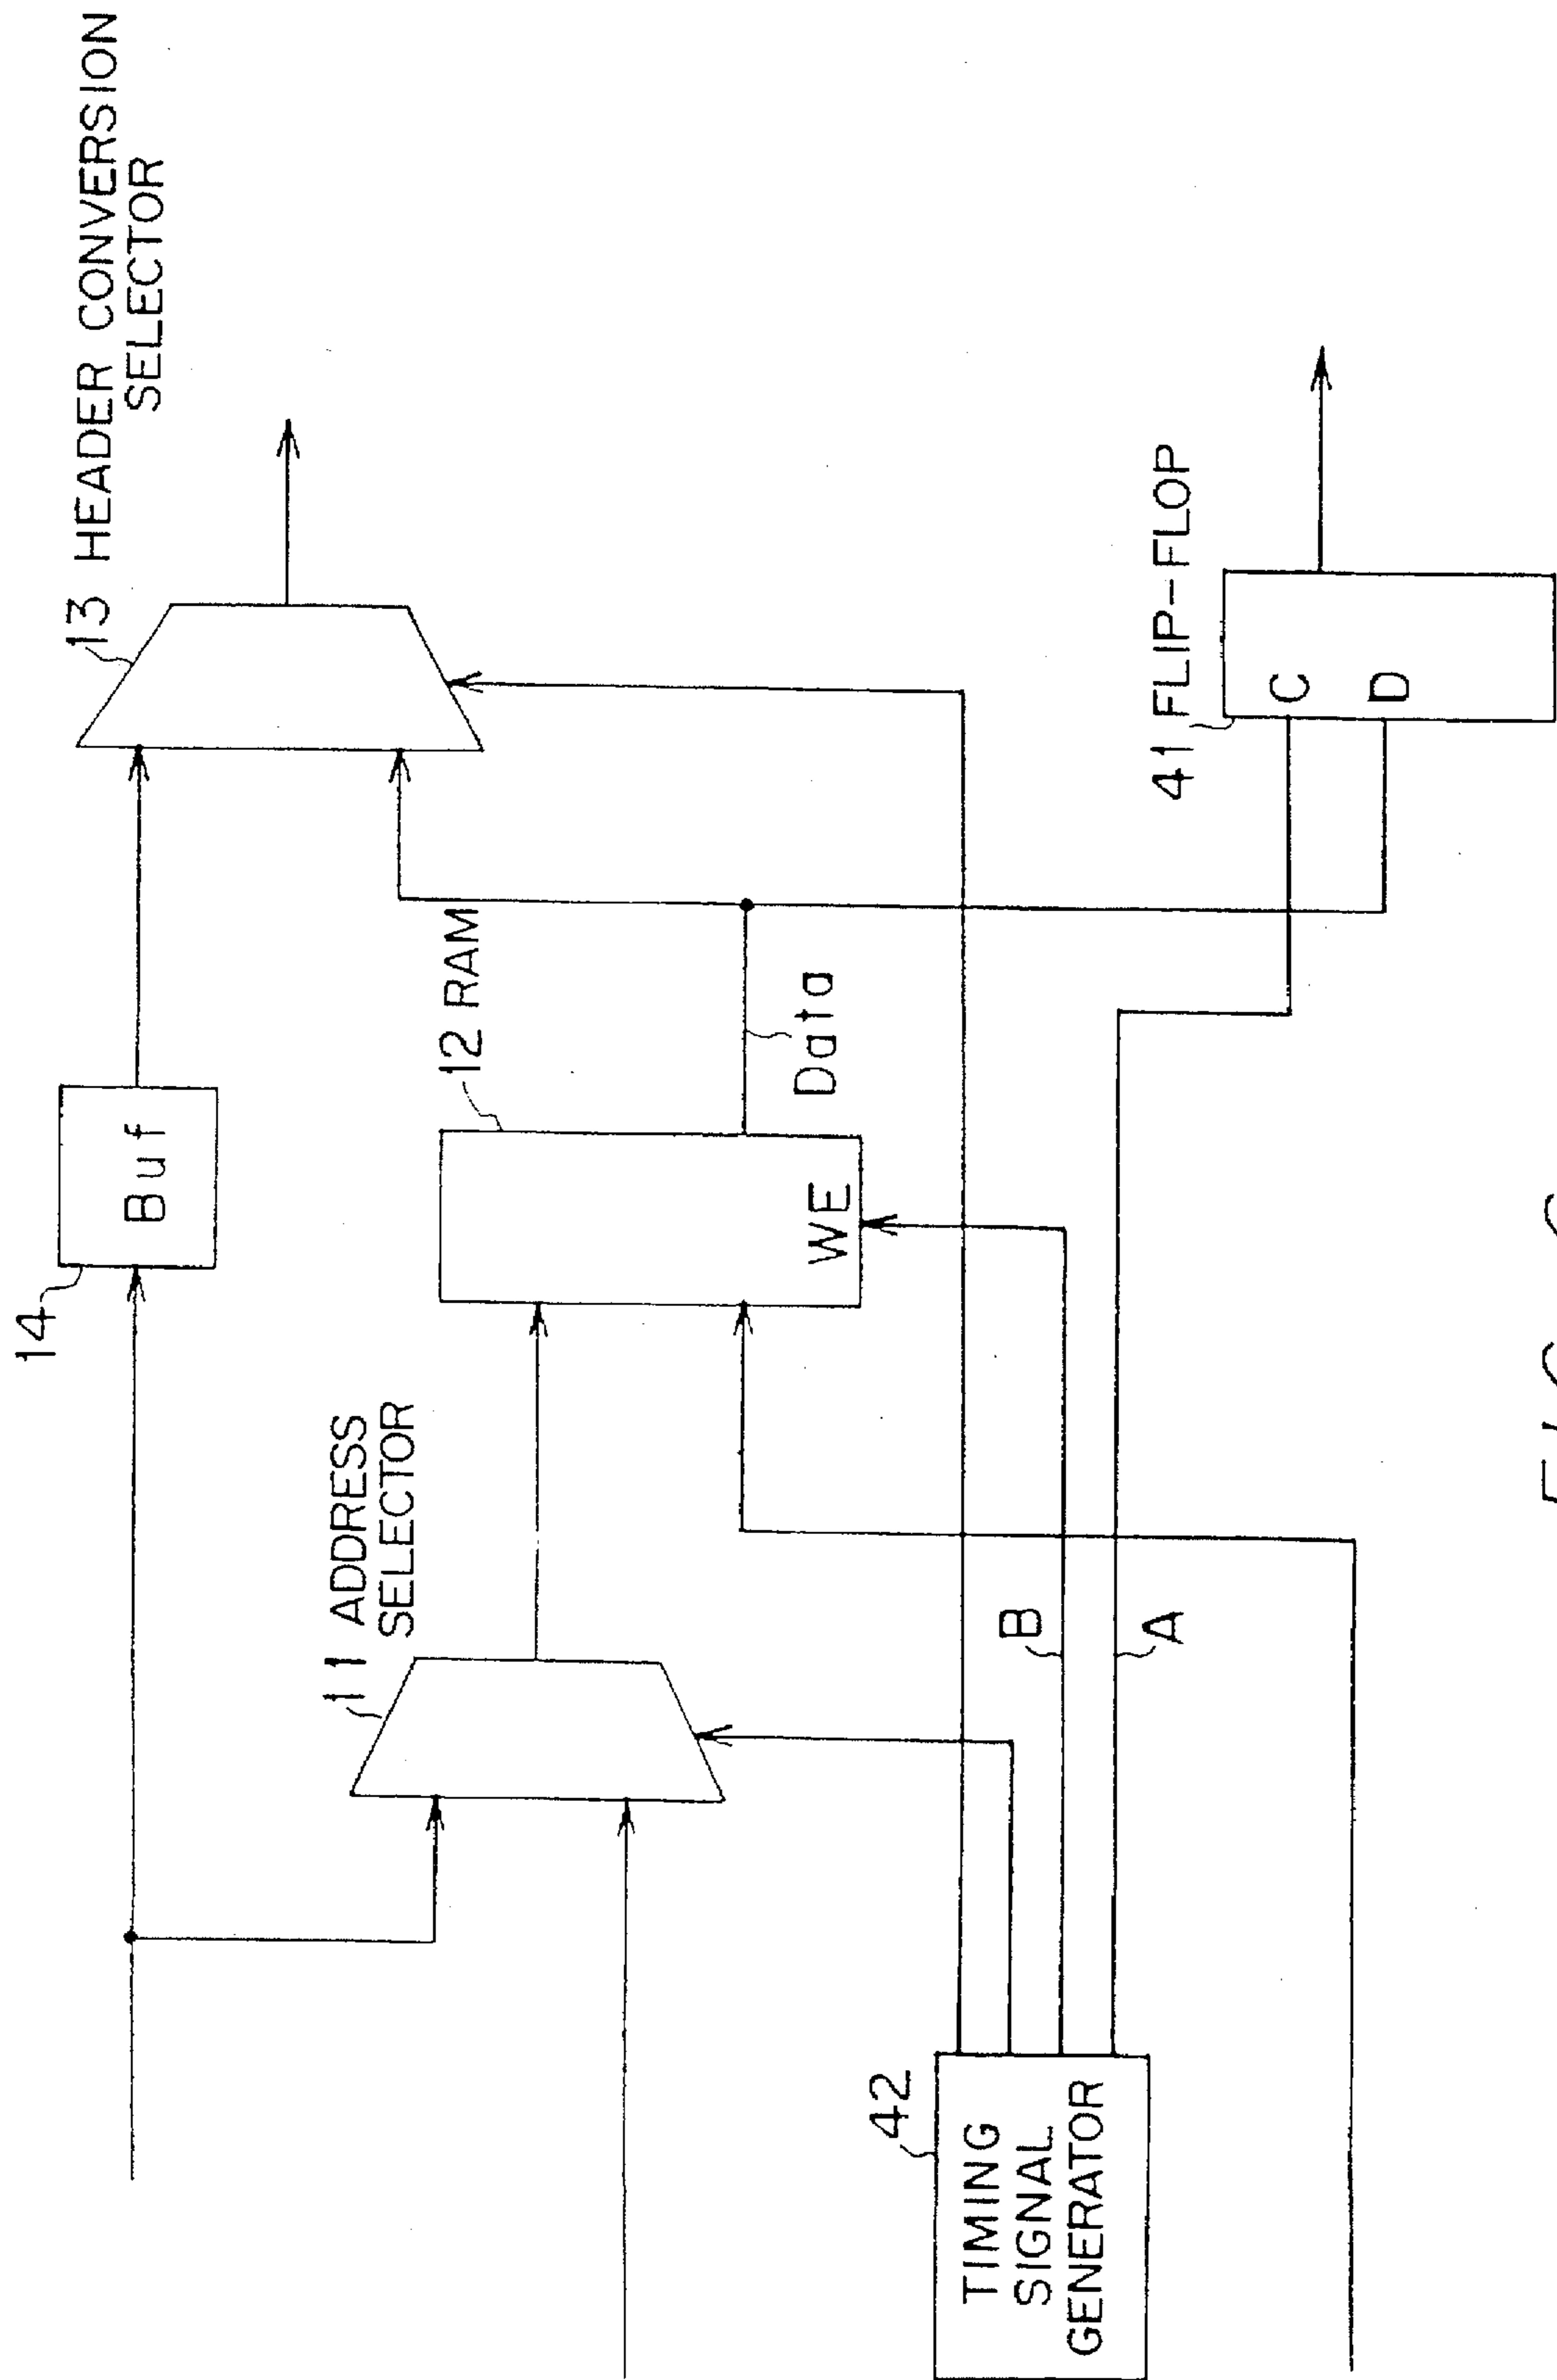 13 HEADER CONVERSION
SELECTOR
14
Buf
12 RAM
Data
WE
11 ADDRESS
SELECTOR
41 FLIP-FLOP
C
D
B
A
42
TIMING
SIGNAL
GENERATOR